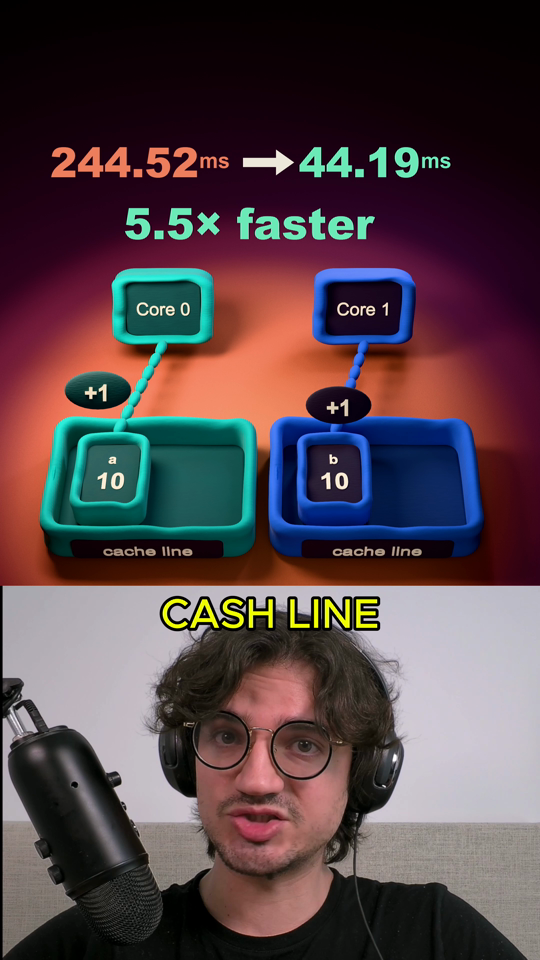 244.52ms → 44.19ms
5.5× faster
Core 0
Core 1
+1
+1
a
10
b
10
cache line
cache line
CASH LINE